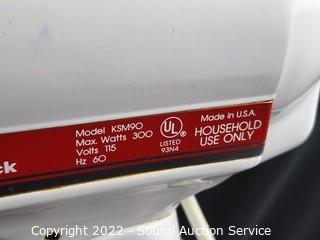 Model KSM90
Max. Watts 300
Volts 115
Hz 60
UL
LISTED
93N4
Made in U.S.A.
HOUSEHOLD
USE ONLY
ck
Copyright 2022 - Sound Auction Service